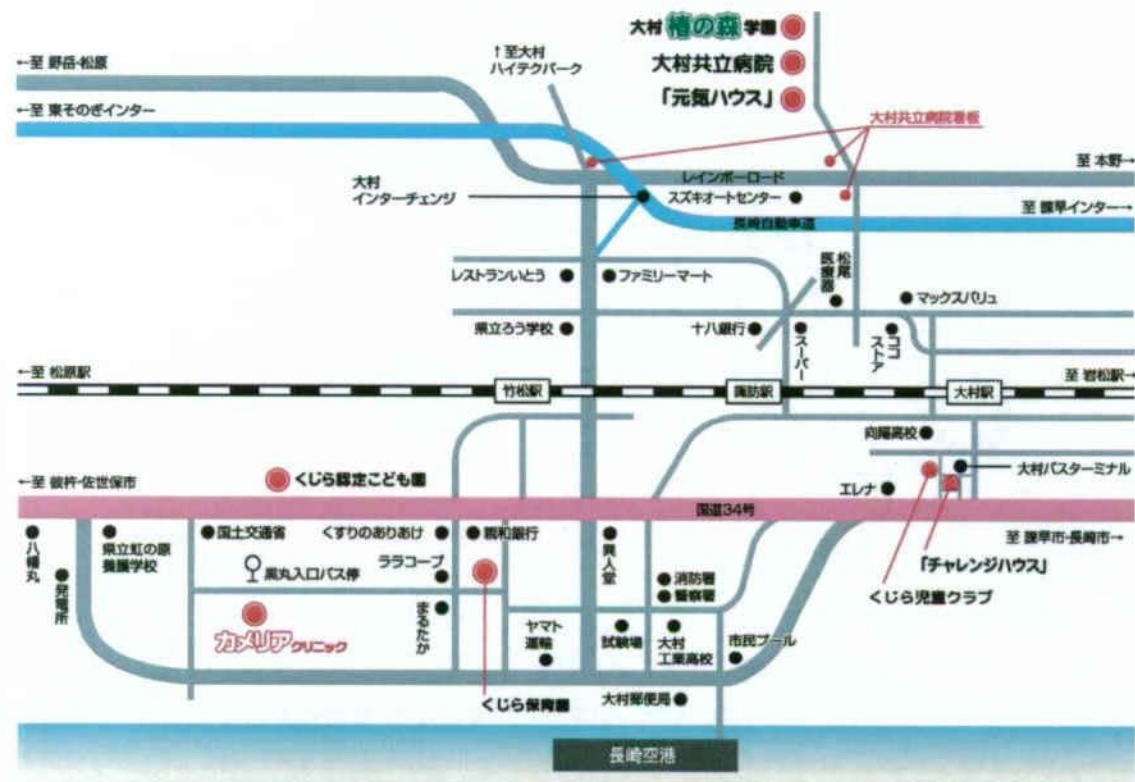 大村 椿の森 学園
大村共立病院
「元気ハウス」
↑至大村
ハイテクパーク
←至 野岳・松原
←至 東そのぎインター
大村共立病院看板
至 本野→
レインボーロード
大村
インターチェンジ
スズキオートセンター
至 諫早インター→
長崎自動車道
レストランいとう
ファミリーマート
松尾
医療器
マックスバリュ
県立ろう学校
十八銀行
スーパー
ココ
ストア
←至 松原駅
至 岩松駅→
竹松駅
諏訪駅
大村駅
向陽高校
くじら認定こども園
大村バスターミナル
←至 彼杵・佐世保市
エレナ
国道34号
八幡丸
発電所
県立虹の原
養護学校
国土交通省
くすりのありあけ
親和銀行
異人堂
至 諫早市・長崎市→
黒丸入口バス停
ララコープ
消防署
警察署
「チャレンジハウス」
くじら児童クラブ
カメリアクリニック
まるたか
ヤマト
運輸
試験場
大村
工業高校
市民プール
くじら保育園
大村郵便局
長崎空港